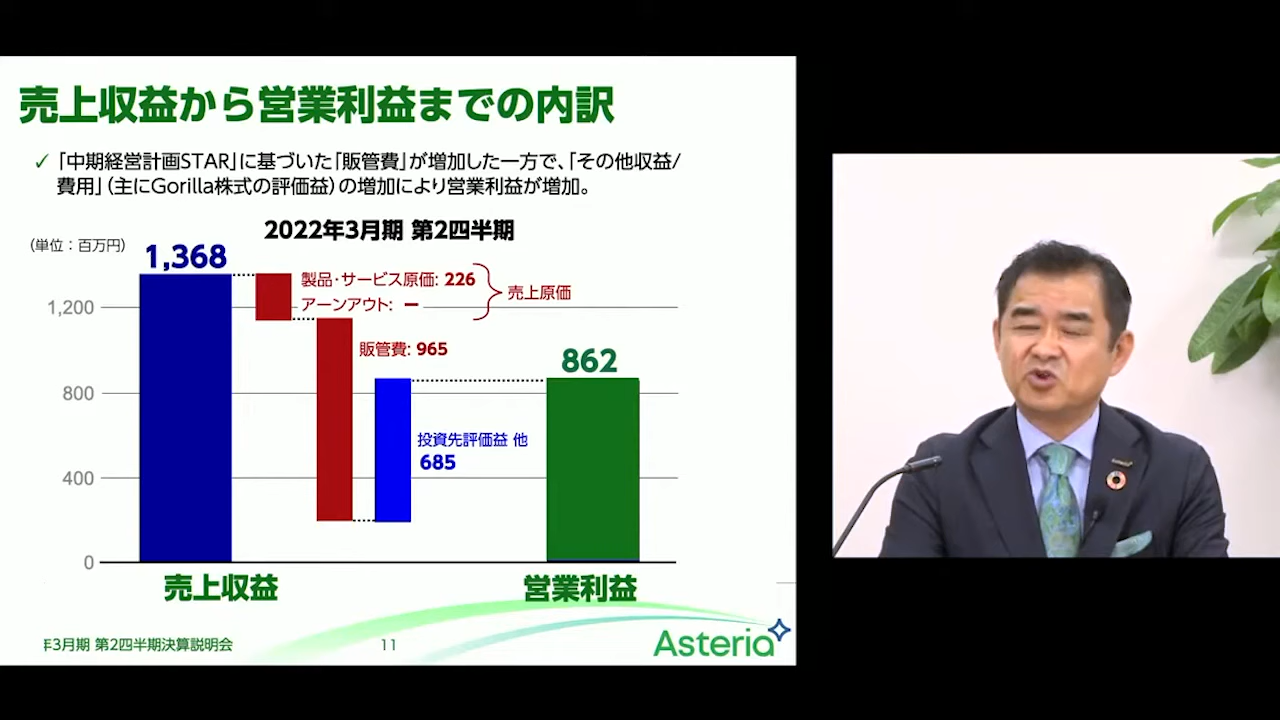 売上収益から営業利益までの内訳
✓「中期経営計画STAR」に基づいた「販管費」が増加した一方で、「その他収益/
費用」（主にGorilla株式の評価益）の増加により営業利益が増加。
2022年3月期 第2四半期
（単位：百万円）
1,368
製品・サービス原価: 226
アーンアウト: ー
売上原価
1,200
販管費: 965
862
800
投資先評価益 他
685
400
0
売上収益
営業利益
年3月期 第2四半期決算説明会
11
Asteria